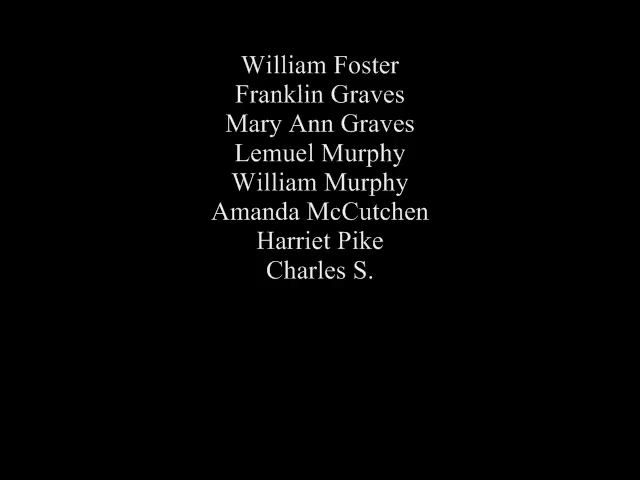 William Foster
Franklin Graves
Mary Ann Graves
Lemuel Murphy
William Murphy
Amanda McCutchen
Harriet Pike
Charles S.